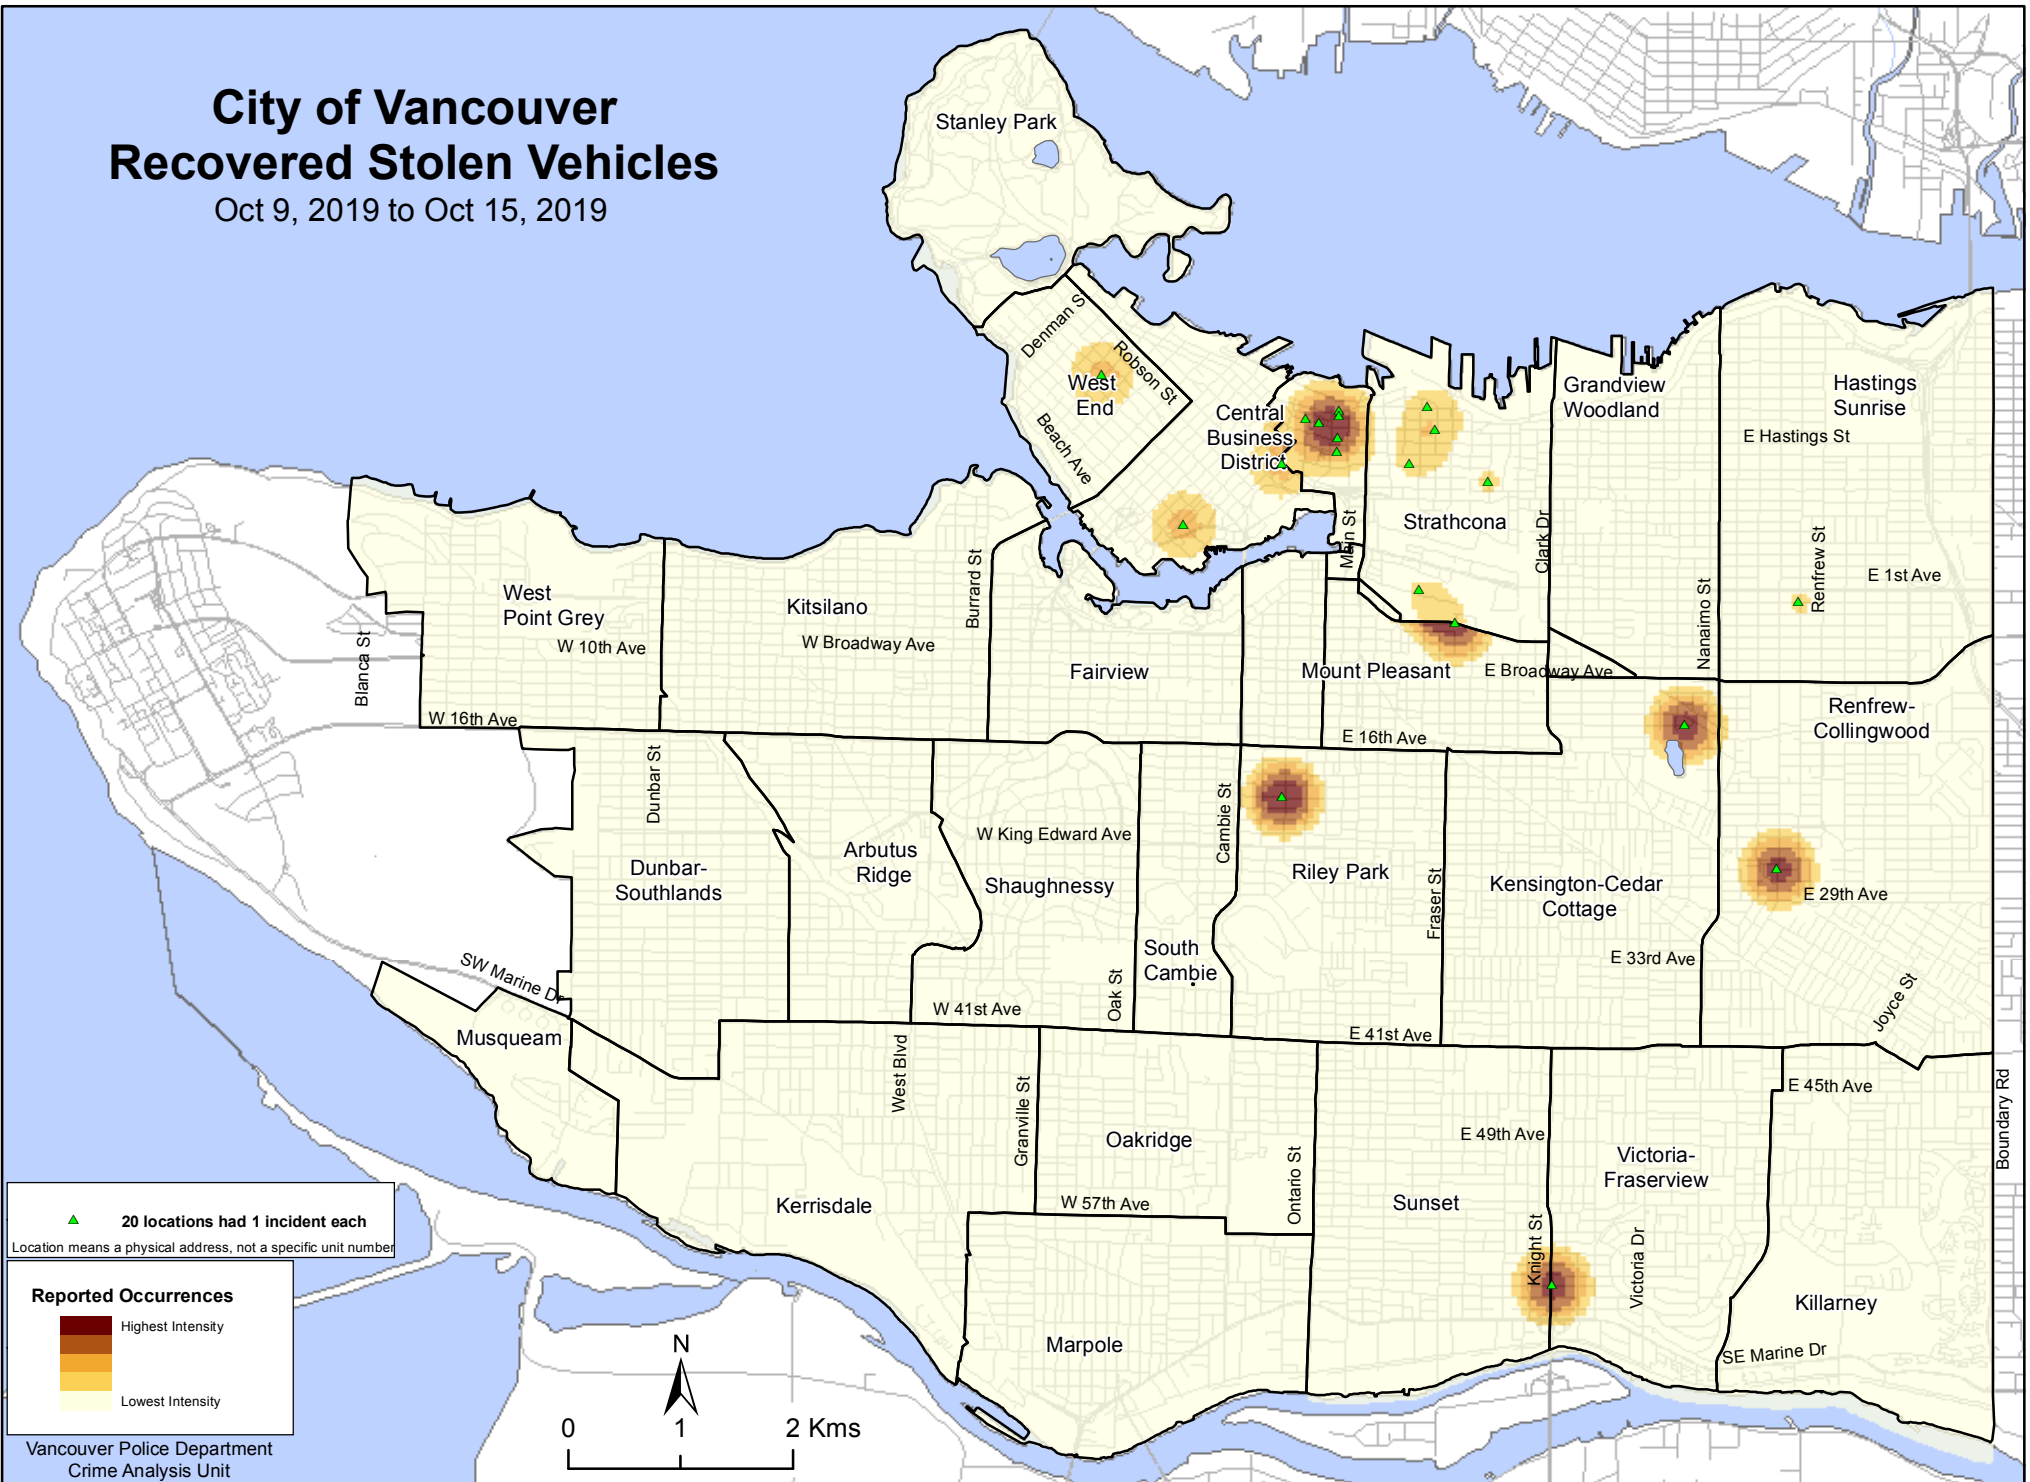 City of Vancouver
Recovered Stolen Vehicles
Oct 9, 2019 to Oct 15, 2019
Stanley Park
Denman S
Robson St
West
End
Beach Ave
Central
Business
District
Grandview
Woodland
Hastings
Sunrise
E Hastings St
Strathcona
Main St
Clark Dr
Nanaimo St
Renfrew St
E 1st Ave
West
Point Grey
W 10th Ave
Blanca St
W 16th Ave
Kitsilano
W Broadway Ave
Burrard St
Fairview
Mount Pleasant
E Broadway Ave
E 16th Ave
Renfrew-
Collingwood
Dunbar St
Dunbar-
Southlands
Arbutus
Ridge
W King Edward Ave
Shaughnessy
Cambie St
Riley Park
Fraser St
Kensington-Cedar
Cottage
E 29th Ave
South
Cambie
Oak St
E 33rd Ave
Joyce St
SW Marine Dr
W 41st Ave
E 41st Ave
Musqueam
West Blvd
Granville St
Oakridge
Ontario St
W 57th Ave
E 49th Ave
E 45th Ave
Boundary Rd
Victoria-
Fraserview
Kerrisdale
Sunset
Knight St
Victoria Dr
Killarney
Marpole
SE Marine Dr
20 locations had 1 incident each
Location means a physical address, not a specific unit number
Reported Occurrences
Highest Intensity
Lowest Intensity
Vancouver Police Department
Crime Analysis Unit
N
0 1 2 Kms